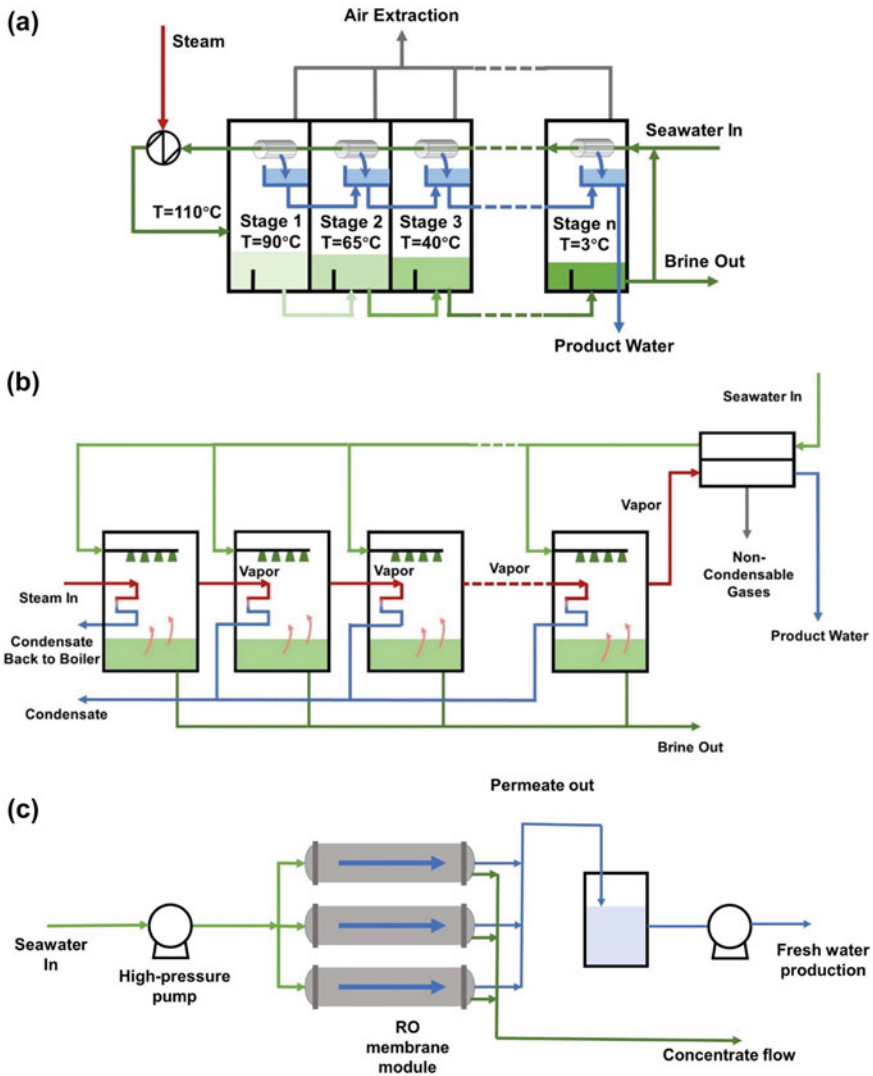 (a)
Air Extraction
Steam
Seawater In
T=110°C
Stage 1
T=90°C
Stage 2
T=65°C
Stage 3
T=40°C
Stage n
T=3°C
Brine Out
Product Water
(b)
Seawater In
Vapor
Non-
Condensable
Gases
Product Water
Steam In
Vapor
Vapor
Vapor
Condensate
Back to Boiler
Condensate
Brine Out
Permeate out
(c)
Seawater
In
High-pressure
pump
RO
membrane
module
Fresh water
production
Concentrate flow